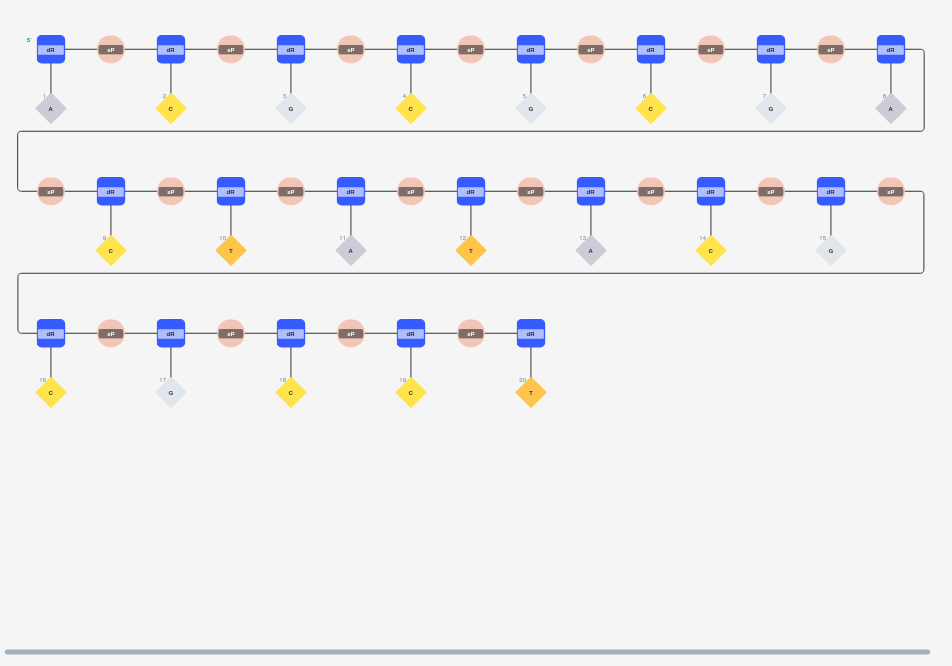 5'
dR sP dR sP dR sP dR sP dR sP dR sP dR sP dR
1 2 3 4 5 6 7 8
A C G C G C G A
sP dR sP dR sP dR sP dR sP dR sP dR sP dR sP
9 10 11 12 13 14 15
C T A T A C G
dR sP dR sP dR sP dR sP dR
16 17 18 19 20
C G C C T